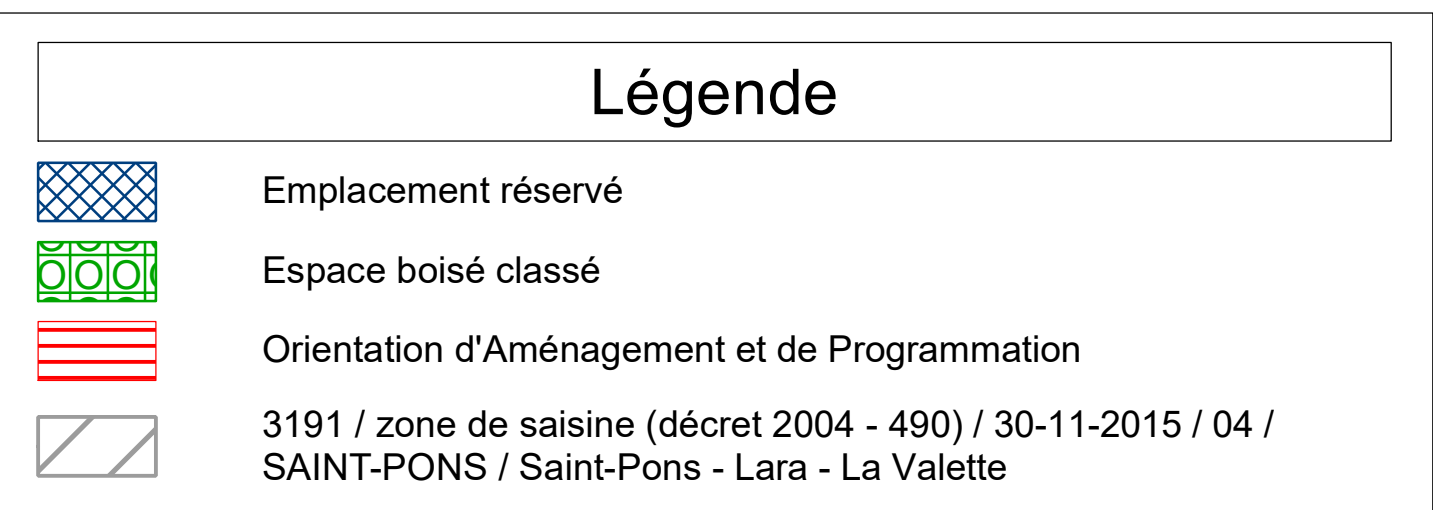 Légende
Emplacement réservé
Espace boisé classé
Orientation d'Aménagement et de Programmation
3191 / zone de saisine (décret 2004 - 490) / 30-11-2015 / 04 /
SAINT-PONS / Saint-Pons - Lara - La Valette